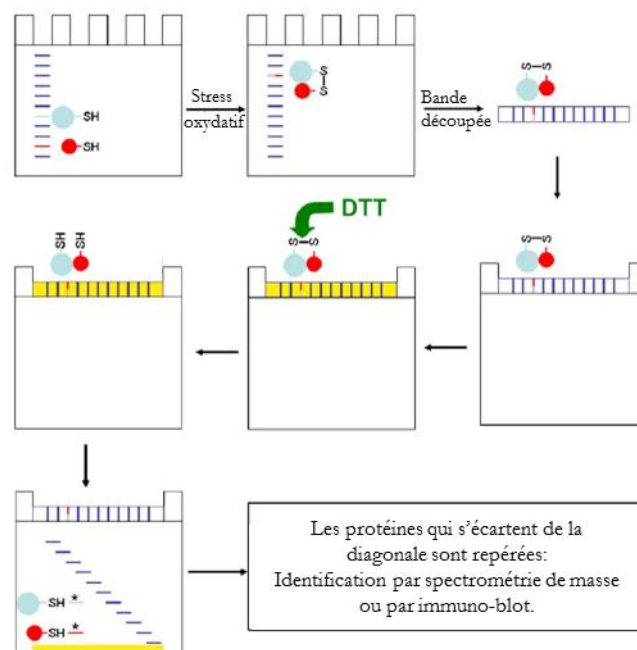 SH
SH
Stress
oxydatif
S
S
Bande
découpée
S-S
SH
SH
DTT
S-S
S-S
SH *
SH *
Les protéines qui s'écartent de la
diagonale sont repérées:
Identification par spectrométrie de masse
ou par immuno-blot.